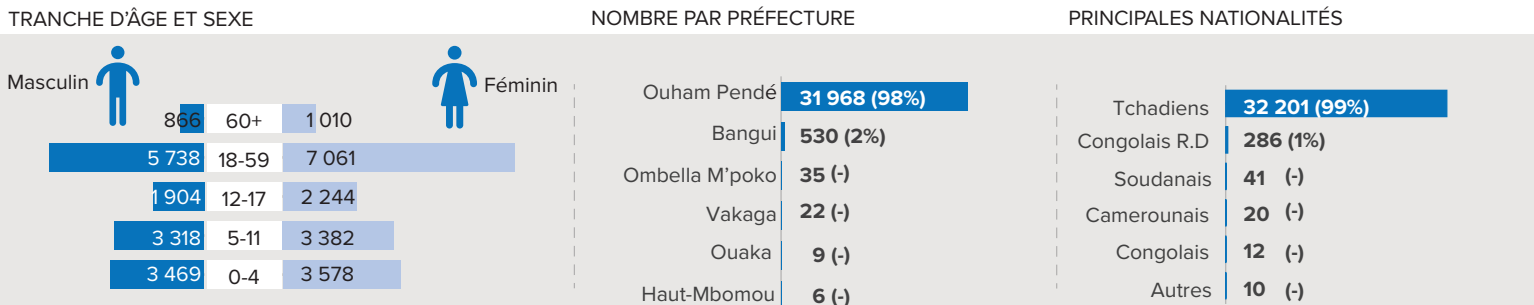 TRANCHE D'ÂGE ET SEXE
Masculin
Féminin
866 60+ 1 010
5 738 18-59 7 061
1 904 12-17 2 244
3 318 5-11 3 382
3 469 0-4 3 578
NOMBRE PAR PRÉFECTURE
Ouham Pendé 31 968 (98%)
Bangui 530 (2%)
Ombella M'poko 35 (-)
Vakaga 22 (-)
Ouaka 9 (-)
Haut-Mbomou 6 (-)
PRINCIPALES NATIONALITÉS
Tchadiens 32 201 (99%)
Congolais R.D 286 (1%)
Soudanais 41 (-)
Camerounais 20 (-)
Congolais 12 (-)
Autres 10 (-)